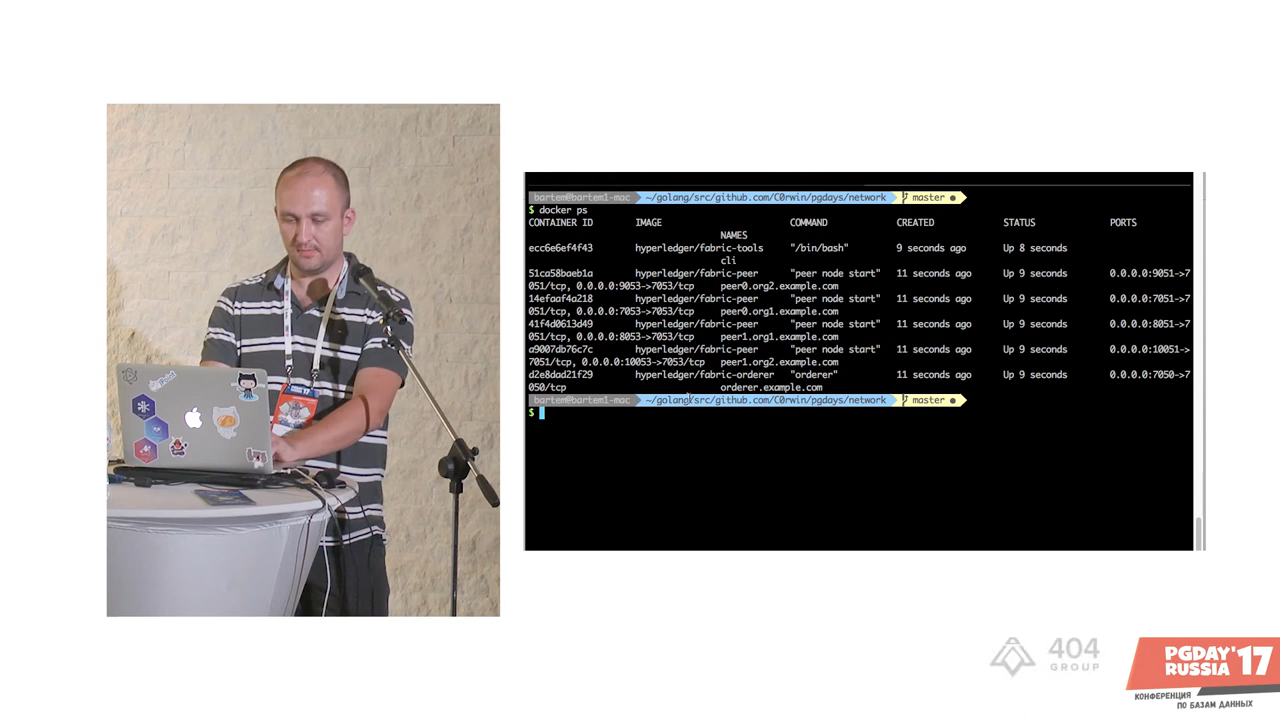 bartem@bartem1-mac ~/golang/src/github.com/C0rwin/pgdays/network master ●
$ docker ps
CONTAINER ID IMAGE COMMAND CREATED STATUS PORTS
NAMES
ecc6e6ef4f43 hyperledger/fabric-tools "/bin/bash" 9 seconds ago Up 8 seconds
cli
51ca58baeb1a hyperledger/fabric-peer "peer node start" 11 seconds ago Up 9 seconds 0.0.0.0:9051->7
051/tcp, 0.0.0.0:9053->7053/tcp peer0.org2.example.com
14efaaf4a218 hyperledger/fabric-peer "peer node start" 11 seconds ago Up 9 seconds 0.0.0.0:7051->7
051/tcp, 0.0.0.0:7053->7053/tcp peer0.org1.example.com
41f4d0613d49 hyperledger/fabric-peer "peer node start" 11 seconds ago Up 9 seconds 0.0.0.0:8051->7
051/tcp, 0.0.0.0:8053->7053/tcp peer1.org1.example.com
a9007db76c7c hyperledger/fabric-peer "peer node start" 11 seconds ago Up 9 seconds 0.0.0.0:10051->
7051/tcp, 0.0.0.0:10053->7053/tcp peer1.org2.example.com
d2e8dad21f29 hyperledger/fabric-orderer "orderer" 11 seconds ago Up 9 seconds 0.0.0.0:7050->7
050/tcp orderer.example.com
bartem@bartem1-mac ~/golang/src/github.com/C0rwin/pgdays/network master ●
$
404
GROUP
PGDAY'17
RUSSIA
КОНФЕРЕНЦИЯ
ПО БАЗАМ ДАННЫХ